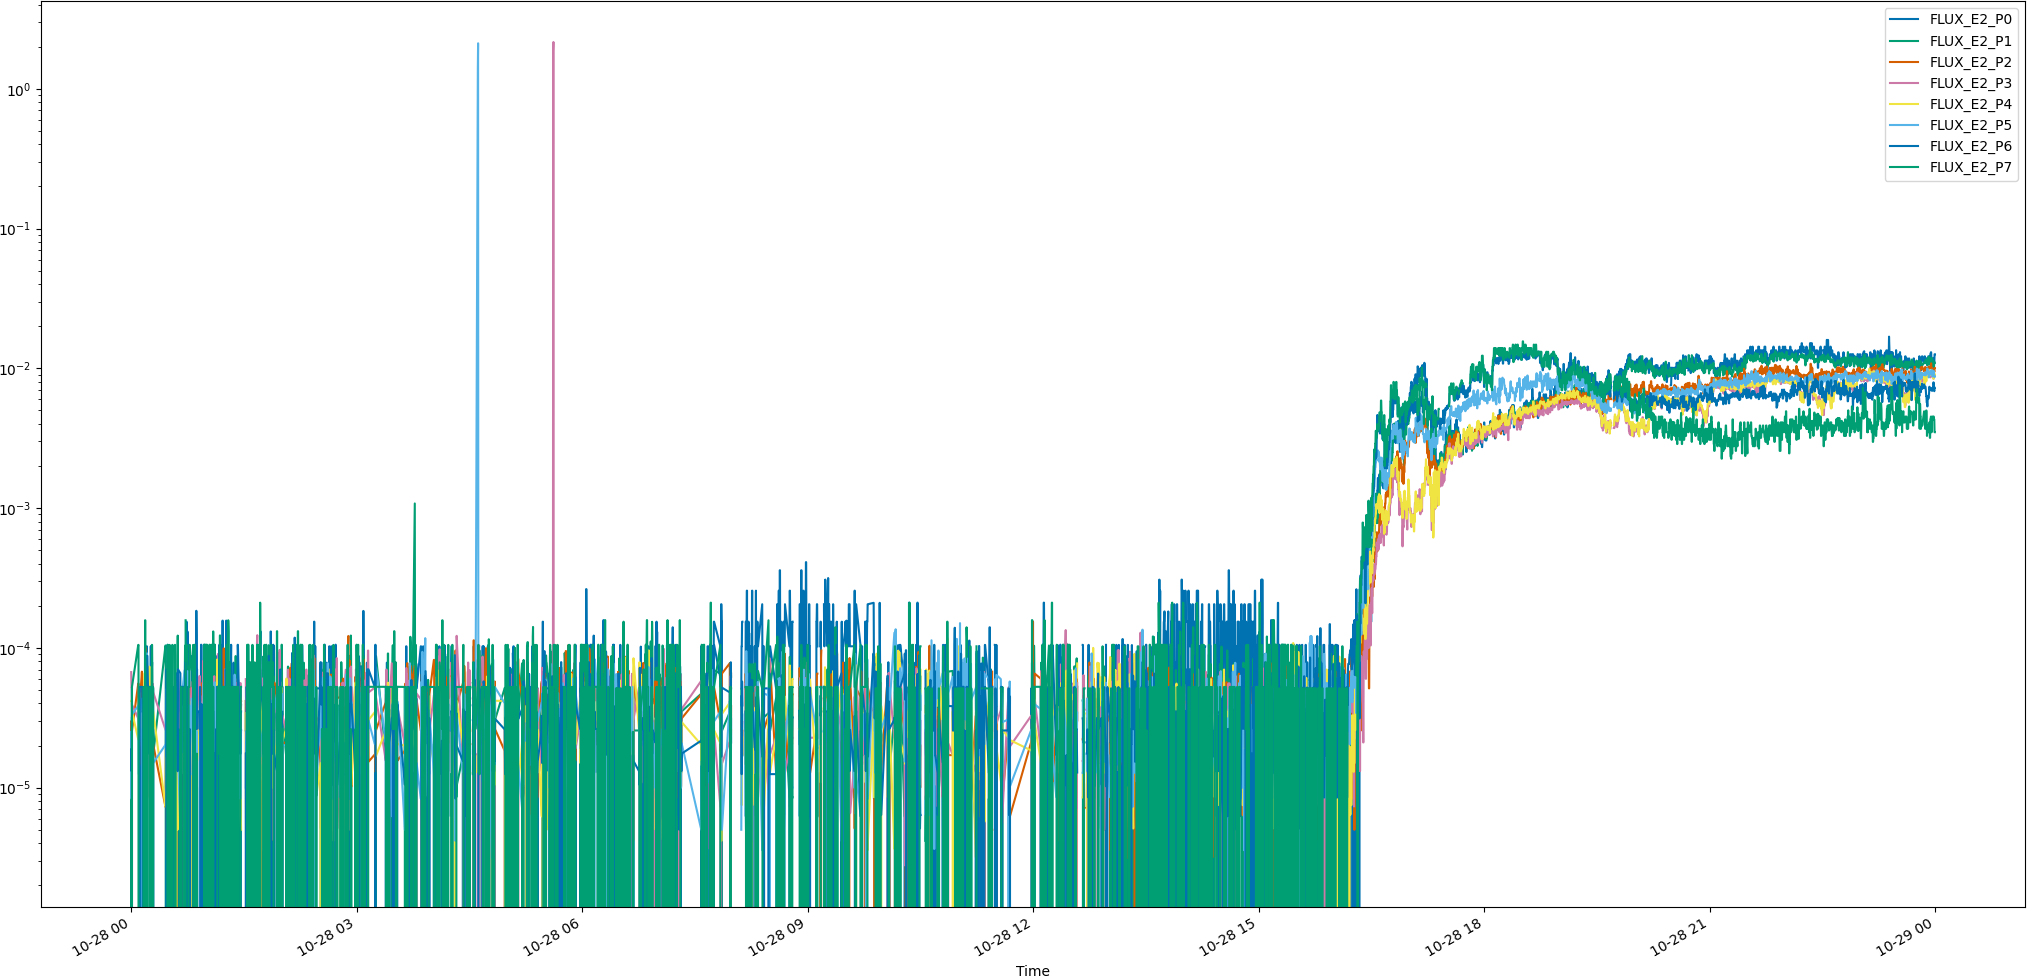 10⁰
10⁻¹
10⁻²
10⁻³
10⁻⁴
10⁻⁵
FLUX_E2_P0
FLUX_E2_P1
FLUX_E2_P2
FLUX_E2_P3
FLUX_E2_P4
FLUX_E2_P5
FLUX_E2_P6
FLUX_E2_P7
10-28 00
10-28 03
10-28 06
10-28 09
10-28 12
10-28 15
10-28 18
10-28 21
10-29 00
Time